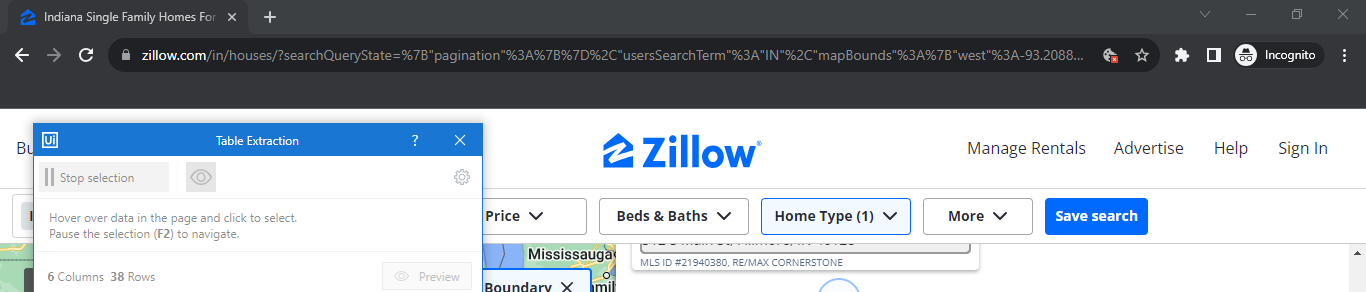 Indiana Single Family Homes For
zillow.com/in/houses/?searchQueryState=%7B"pagination"%3A%7B%7D%2C"usersSearchTerm"%3A"IN"%2C"mapBounds"%3A%7B"west"%3A-93.2088...
Incognito
Ui Table Extraction ?
Stop selection
Hover over data in the page and click to select.
Pause the selection (F2) to navigate.
6 Columns 38 Rows Preview
Zillow
Manage Rentals Advertise Help Sign In
Price Beds & Baths Home Type (1) More Save search
Mississauga
Boundary
MLS ID #21940380, RE/MAX CORNERSTONE